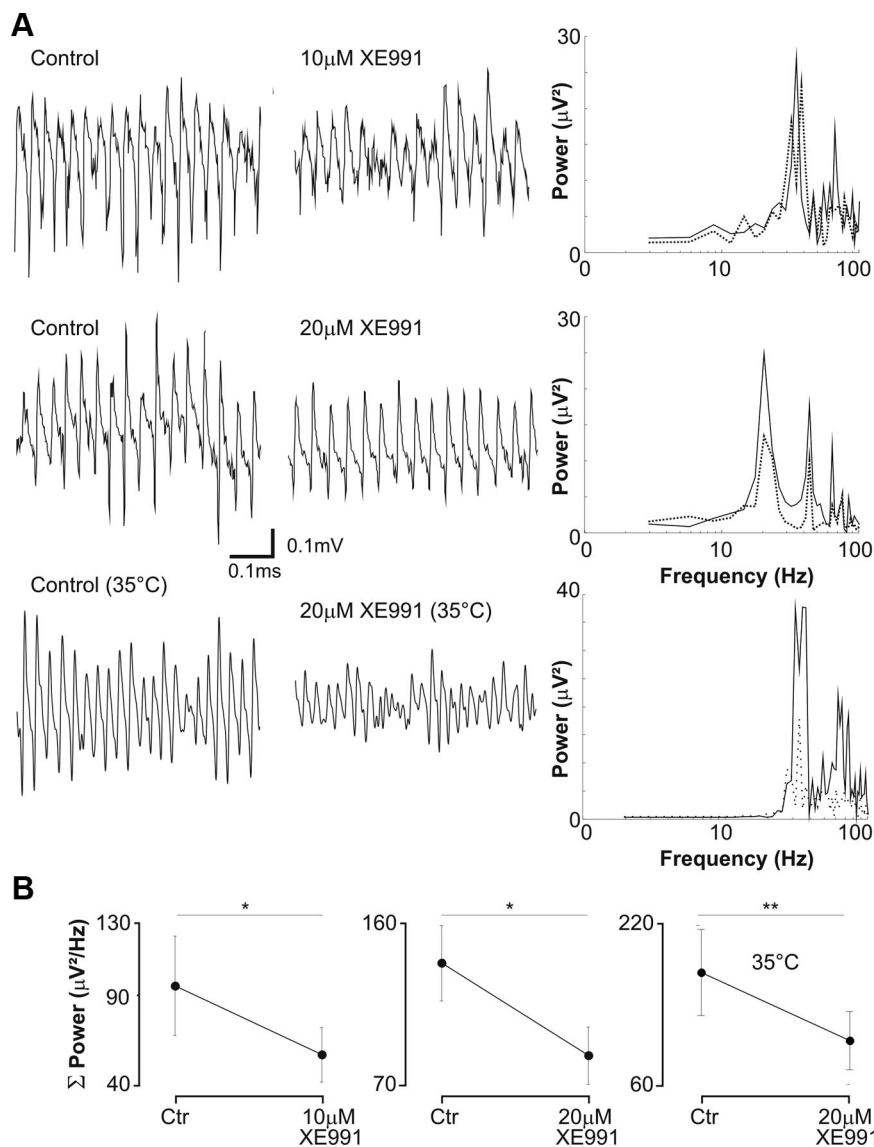 A
Control
10μM XE991
30
Power (μV²)
0
0
10
100
Control
20μM XE991
0.1mV
0.1ms
30
Power (μV²)
0
0
10
100
Frequency (Hz)
Control (35°C)
20μM XE991 (35°C)
40
Power (μV²)
0
0
10
100
Frequency (Hz)
B
Σ Power (μV²/Hz)
130
90
40
*
Ctr
10μM
XE991
160
70
*
Ctr
20μM
XE991
220
60
**
35°C
Ctr
20μM
XE991